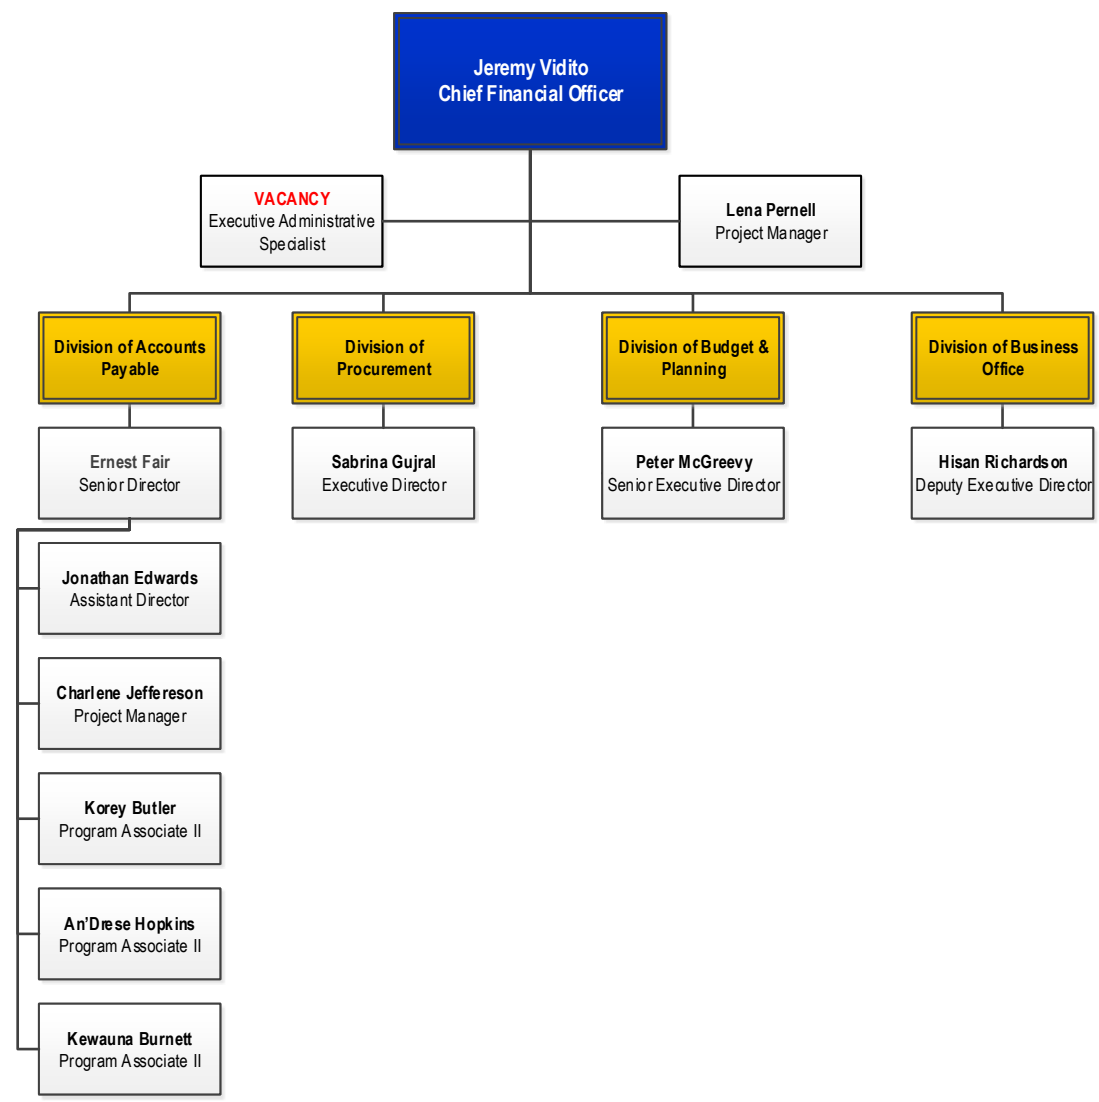 Jeremy Vidito
Chief Financial Officer
VACANCY
Executive Administrative
Specialist
Lena Pernell
Project Manager
Division of Accounts
Payable
Division of
Procurement
Division of Budget &
Planning
Division of Business
Office
Ernest Fair
Senior Director
Sabrina Gujral
Executive Director
Peter McGreevy
Senior Executive Director
Hisan Richardson
Deputy Executive Director
Jonathan Edwards
Assistant Director
Charlene Jeffereson
Project Manager
Korey Butler
Program Associate II
An’Drese Hopkins
Program Associate II
Kewauna Burnett
Program Associate II